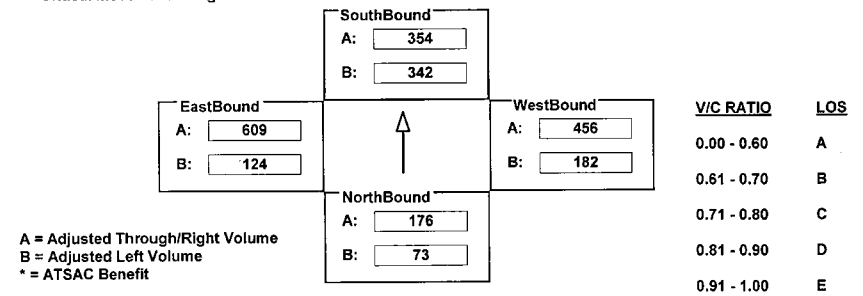 SouthBound
A: 354
B: 342
EastBound
A: 609
B: 124
WestBound
A: 456
B: 182
NorthBound
A: 176
B: 73
A = Adjusted Through/Right Volume
B = Adjusted Left Volume
* = ATSAC Benefit
V/C RATIO LOS
0.00 - 0.60 A
0.61 - 0.70 B
0.71 - 0.80 C
0.81 - 0.90 D
0.91 - 1.00 E